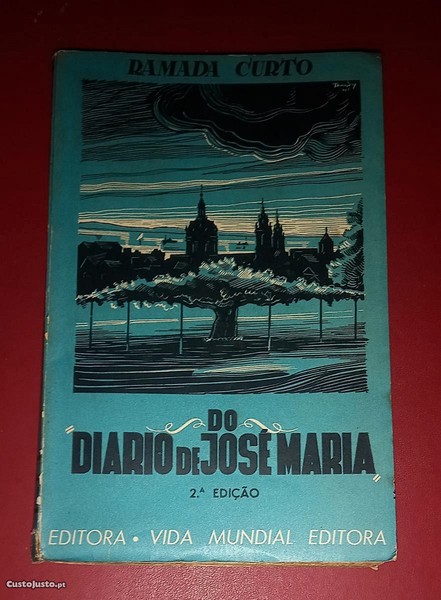 RAMADA CURTO
DO
"DIARIO DE JOSÉ MARIA"
2.ª EDIÇÃO
EDITORA • VIDA MUNDIAL EDITORA
CustoJusto.pt